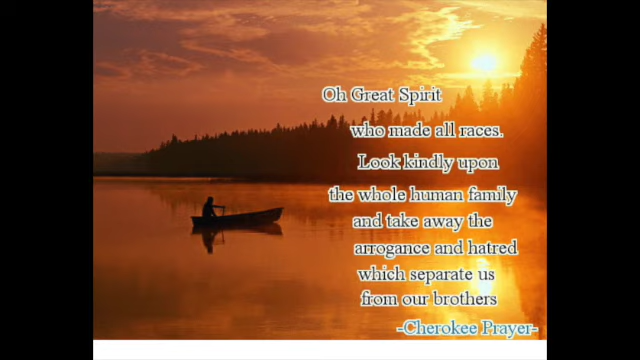 Oh Great Spirit
who made all races.
Look kindly upon
the whole human family
and take away the
arrogance and hatred
which separate us
from our brothers
-Cherokee Prayer-